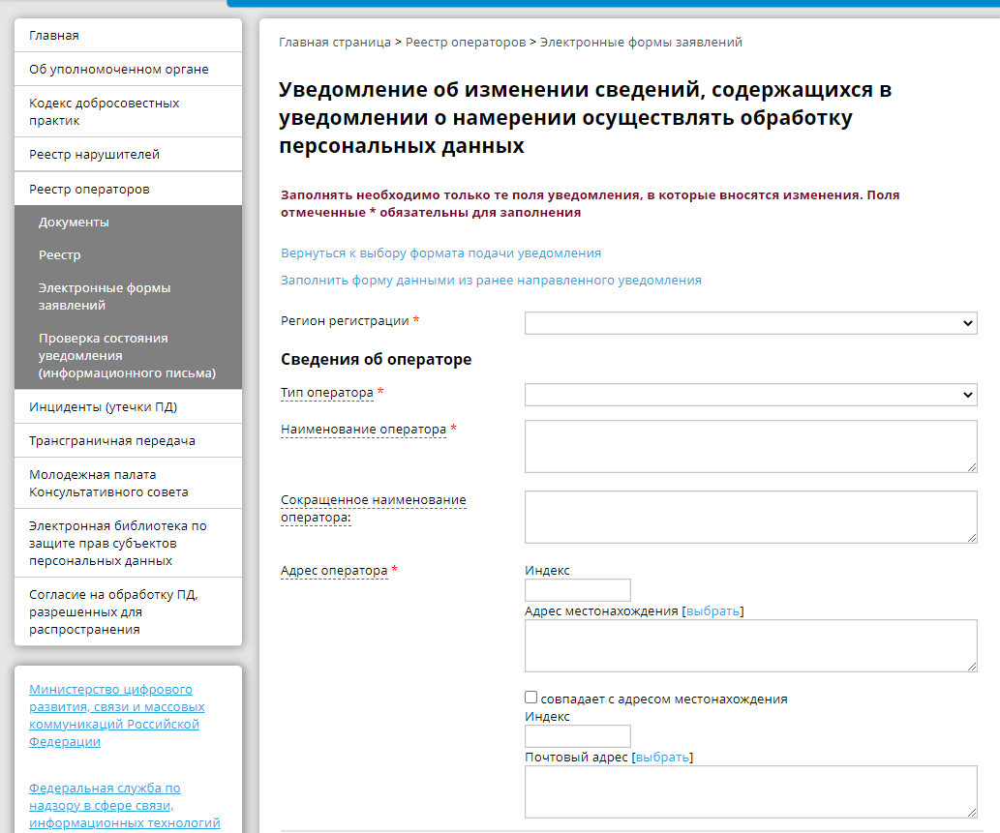 Главная
Об уполномоченном органе
Кодекс добросовестных
практик
Реестр нарушителей
Реестр операторов
Документы
Реестр
Электронные формы
заявлений
Проверка состояния
уведомления
(информационного письма)
Инциденты (утечки ПД)
Трансграничная передача
Молодежная палата
Консультативного совета
Электронная библиотека по
защите прав субъектов
персональных данных
Согласие на обработку ПД,
разрешенных для
распространения
Министерство цифрового
развития, связи и массовых
коммуникаций Российской
Федерации
Федеральная служба по
надзору в сфере связи,
информационных технологий
Главная страница > Реестр операторов > Электронные формы заявлений
Уведомление об изменении сведений, содержащихся в
уведомлении о намерении осуществлять обработку
персональных данных
Заполнять необходимо только те поля уведомления, в которые вносятся изменения. Поля
отмеченные * обязательны для заполнения
Вернуться к выбору формата подачи уведомления
Заполнить форму данными из ранее направленного уведомления
Регион регистрации *
Сведения об операторе
Тип оператора *
Наименование оператора *
Сокращенное наименование
оператора:
Адрес оператора *
Индекс
Адрес местонахождения [выбрать]
совпадает с адресом местонахождения
Индекс
Почтовый адрес [выбрать]